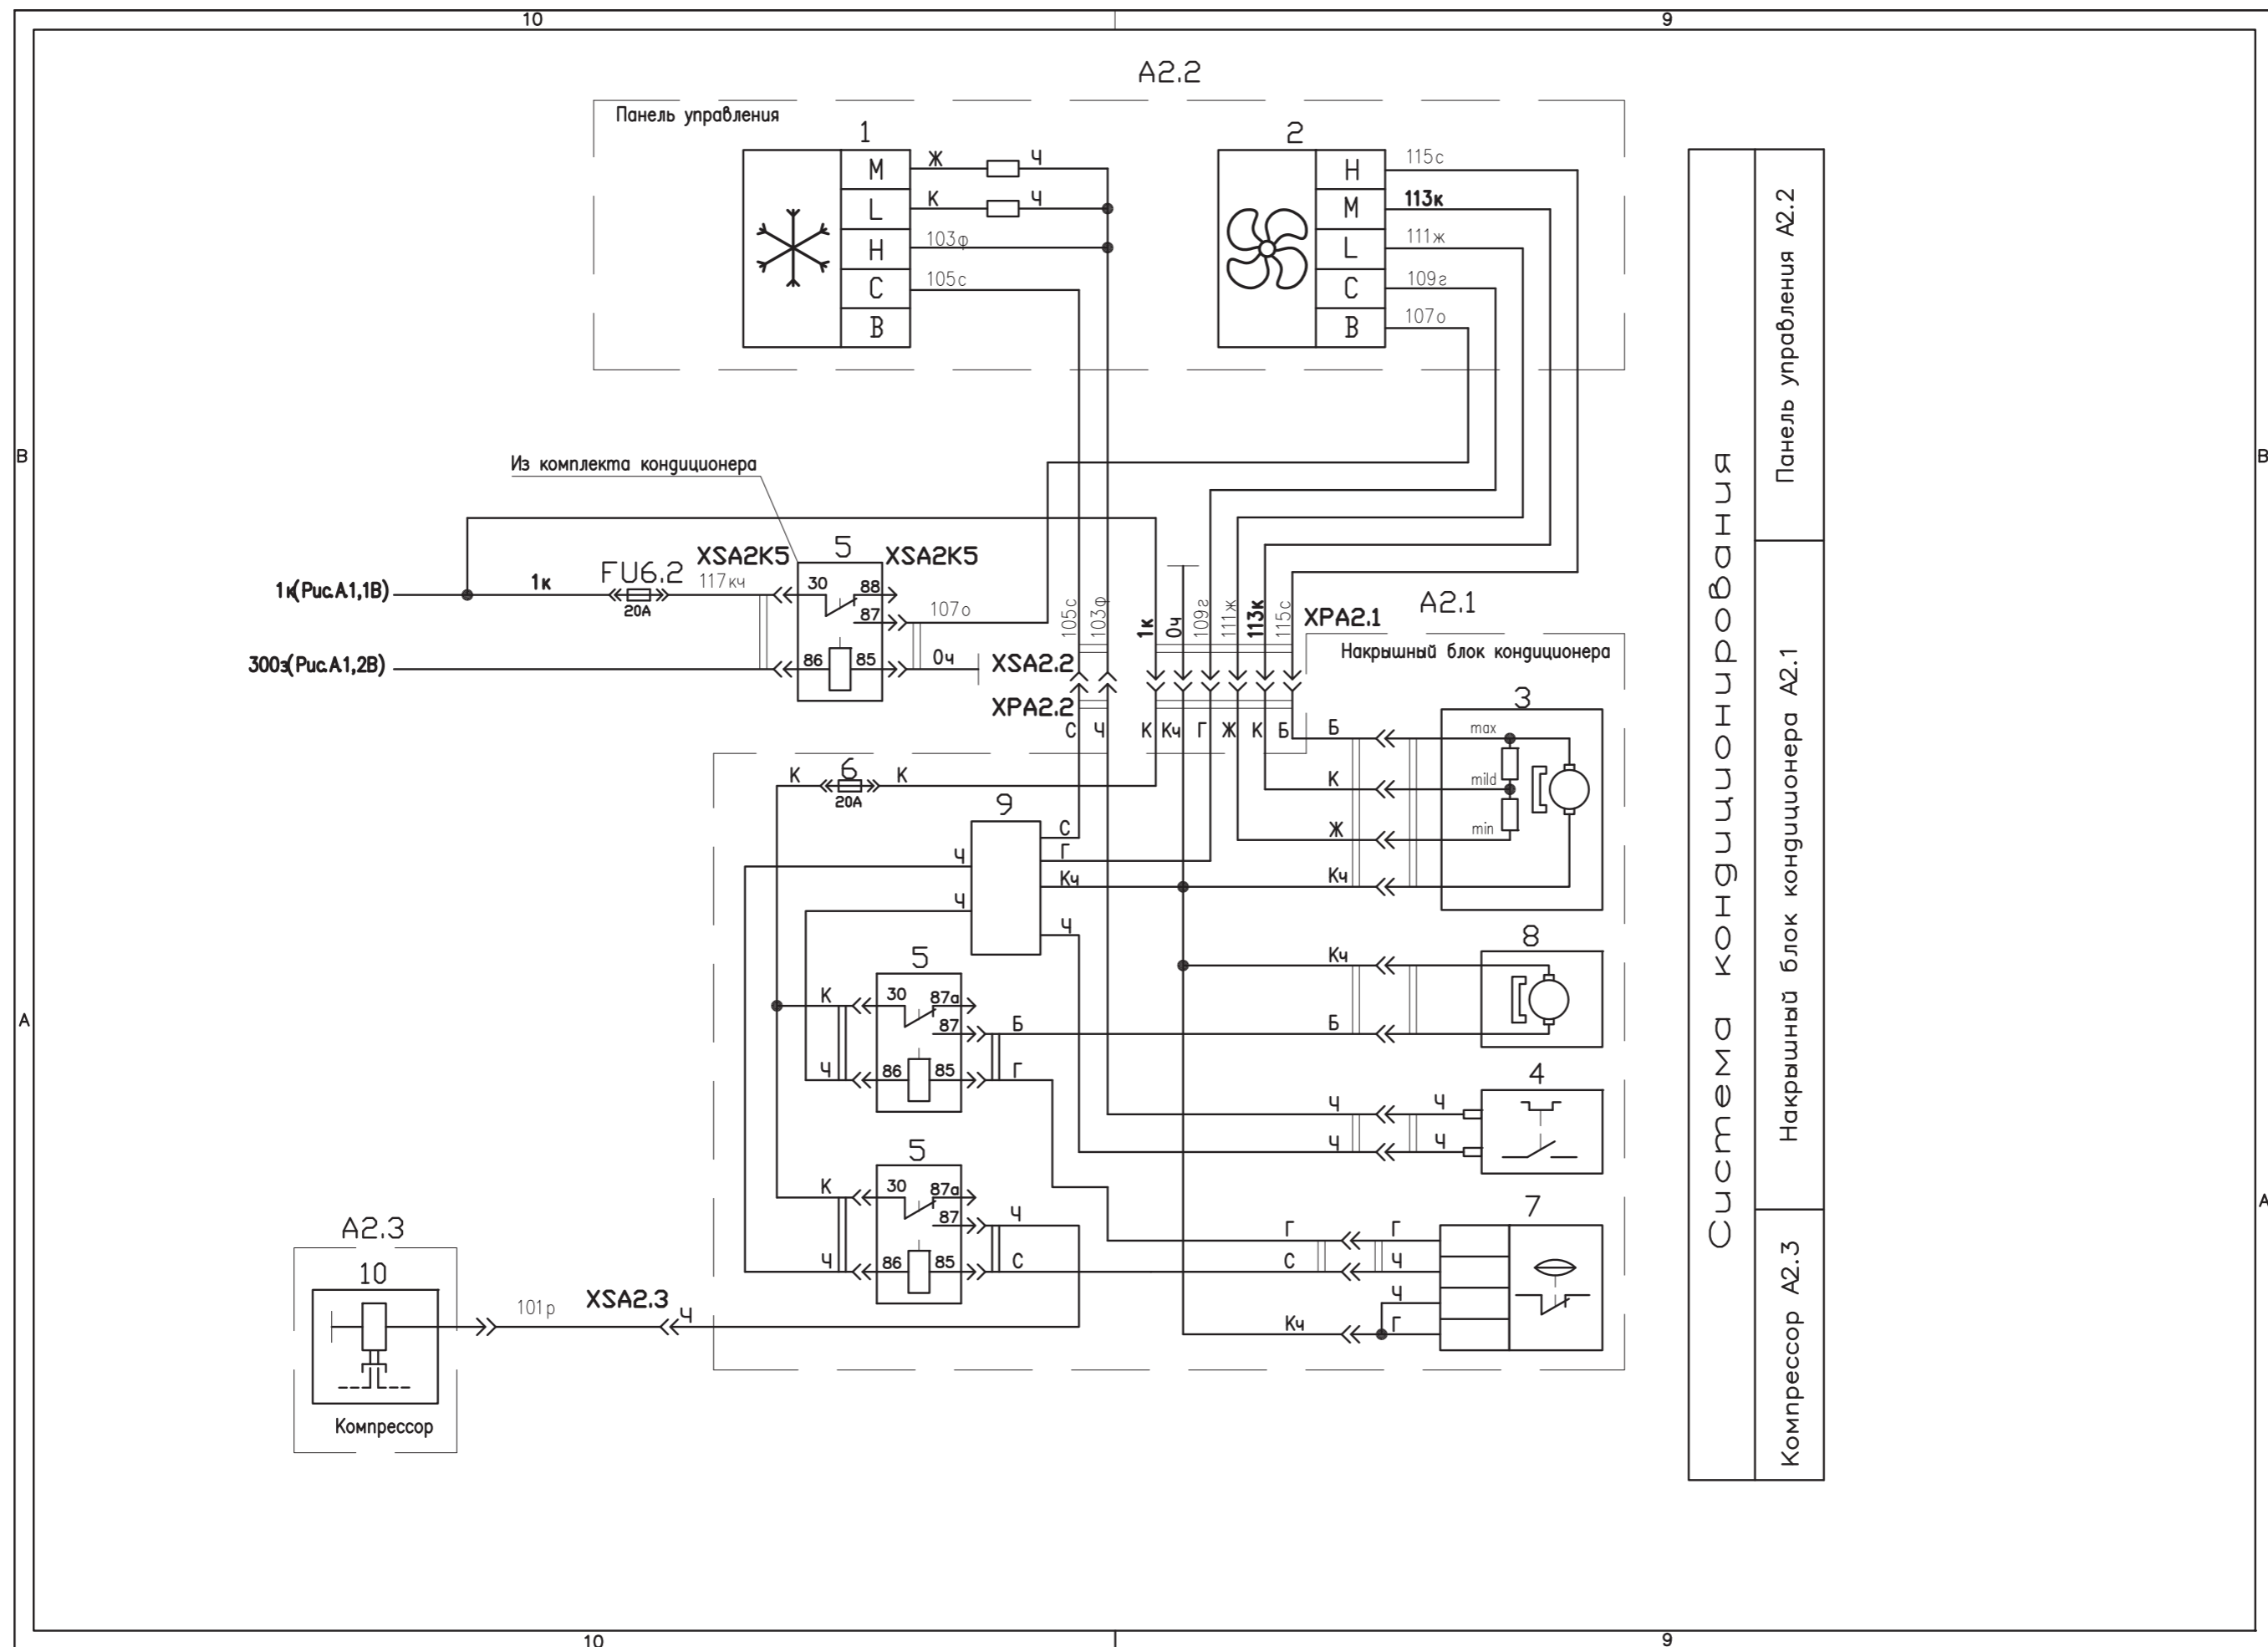 10
9
А2.2
Панель управления
1
2
M
Ж
Ч
L
К
Ч
H
103ф
C
105с
B
H
115с
M
113к
L
111ж
C
109г
B
107о
B
B
Из комплекта кондиционера
1к(Рис.А.1,1В)
1к
FU6.2
20А
117кч
XSA2K5
5
XSA2K5
30
88
87
107о
300з(Рис.А.1,2В)
86
85
0ч
XSA2.2
XPA2.2
105с
103ф
1к
0ч
109г
111ж
113к
115с
XPA2.1
А2.1
Накрышный блок кондиционера
С
Ч
К
Кч
Г
Ж
К
Б
Б
max
3
К
6
К
20А
К
mild
9
Ж
min
С
Г
Ч
Кч
Кч
Ч
Ч
8
5
Кч
К
30
87а
87
Б
Б
Ч
86
85
Г
4
Ч
Ч
Ч
Ч
5
К
30
87а
87
Ч
7
Г
Г
Ч
86
85
С
С
Ч
Ч
Кч
Г
А2.3
10
101р
XSA2.3
Ч
Компрессор
A
A
Система кондиционирования
Панель управления А2.2
Накрышный блок кондиционера А2.1
Компрессор А2.3
10
9